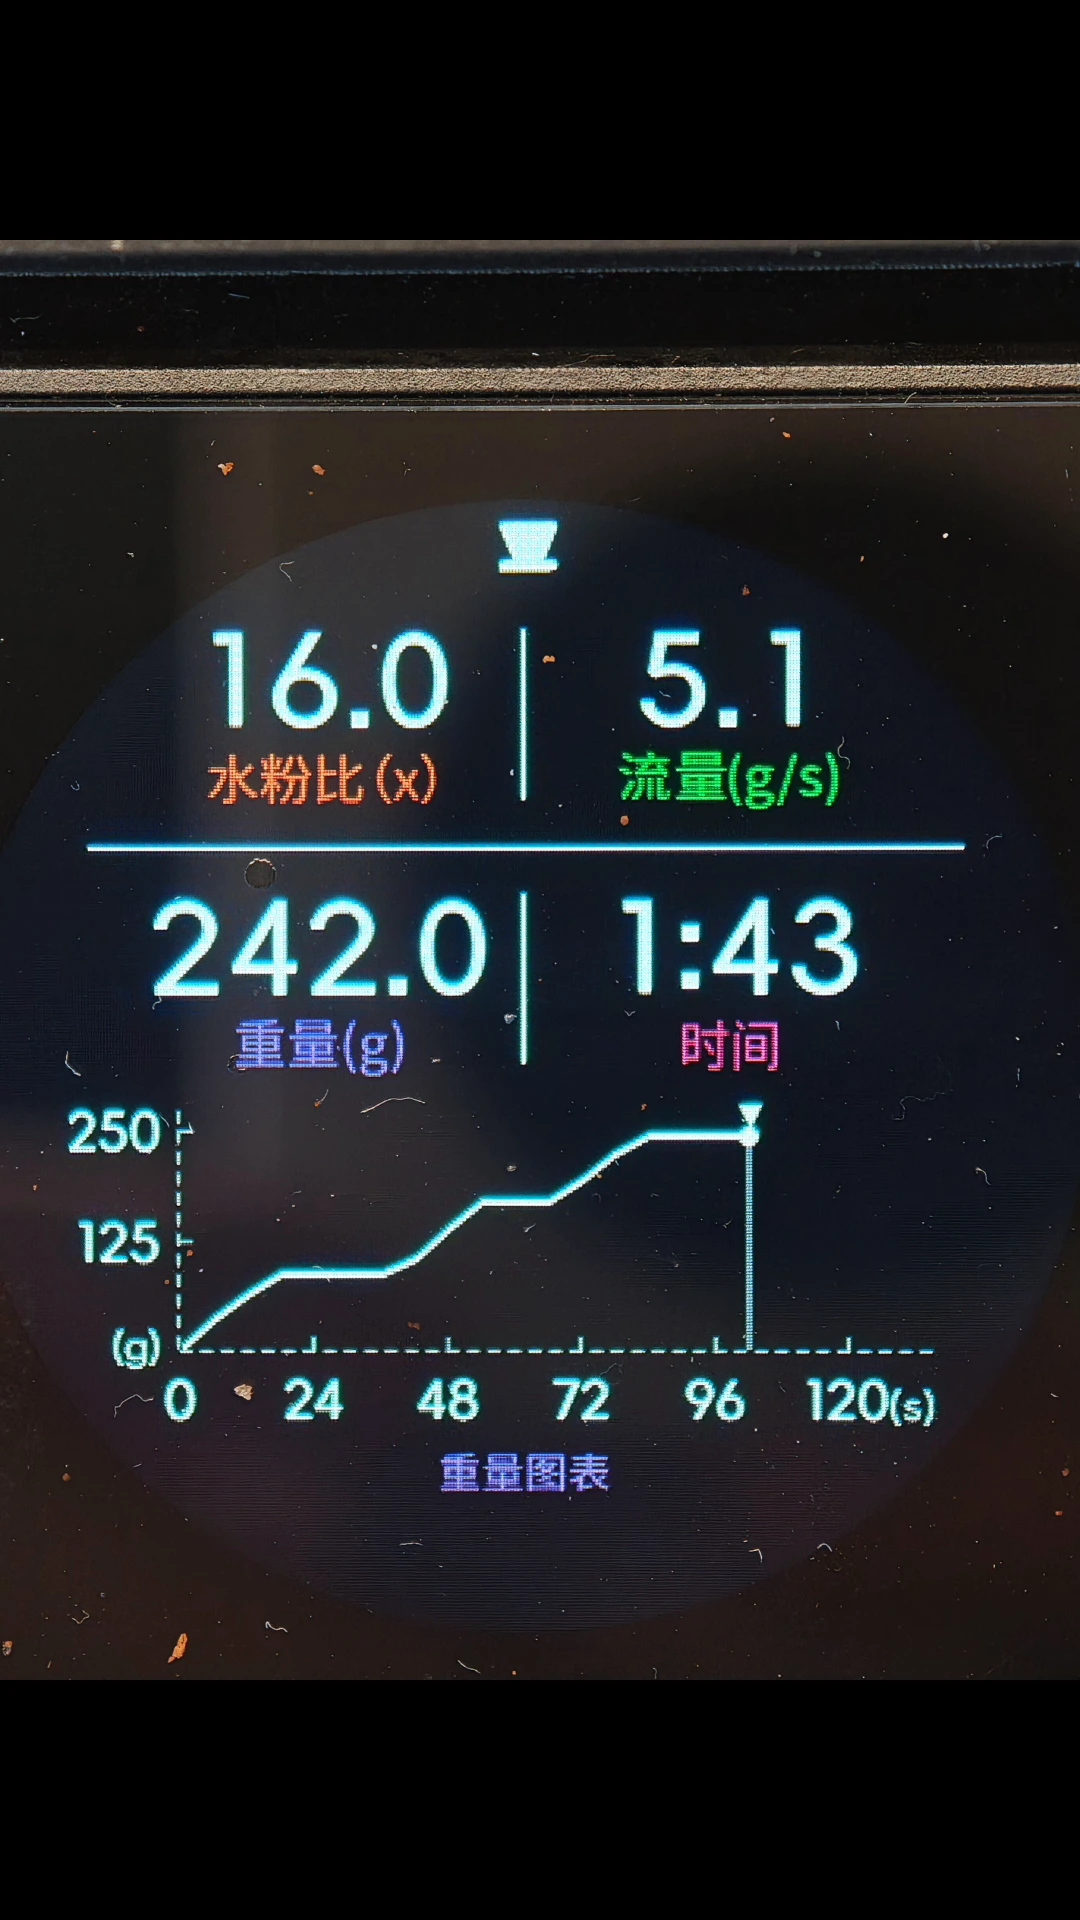 16.0 5.1
水粉比(x) 流量(g/s)
242.0 1:43
重量(g) 时间
250
125
(g)
0 24 48 72 96 120(s)
重量图表